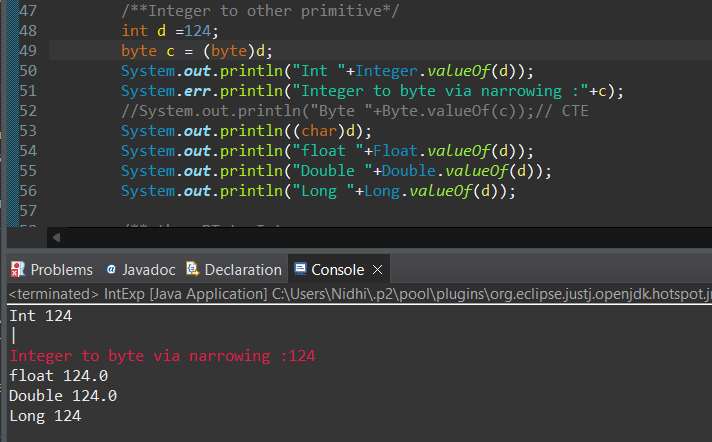 47 /**Integer to other primitive*/
48 int d =124;
49 byte c = (byte)d;
50 System.out.println("Int "+Integer.valueOf(d));
51 System.err.println("Integer to byte via narrowing :"+c);
52 //System.out.println("Byte "+Byte.valueOf(c));// CTE
53 System.out.println((char)d);
54 System.out.println("float "+Float.valueOf(d));
55 System.out.println("Double "+Double.valueOf(d));
56 System.out.println("Long "+Long.valueOf(d));
57
Problems @ Javadoc Declaration Console
<terminated> IntExp [Java Application] C:\Users\Nidhi\.p2\pool\plugins\org.eclipse.justj.openjdk.hotspot.jr
Int 124
|
Integer to byte via narrowing :124
float 124.0
Double 124.0
Long 124